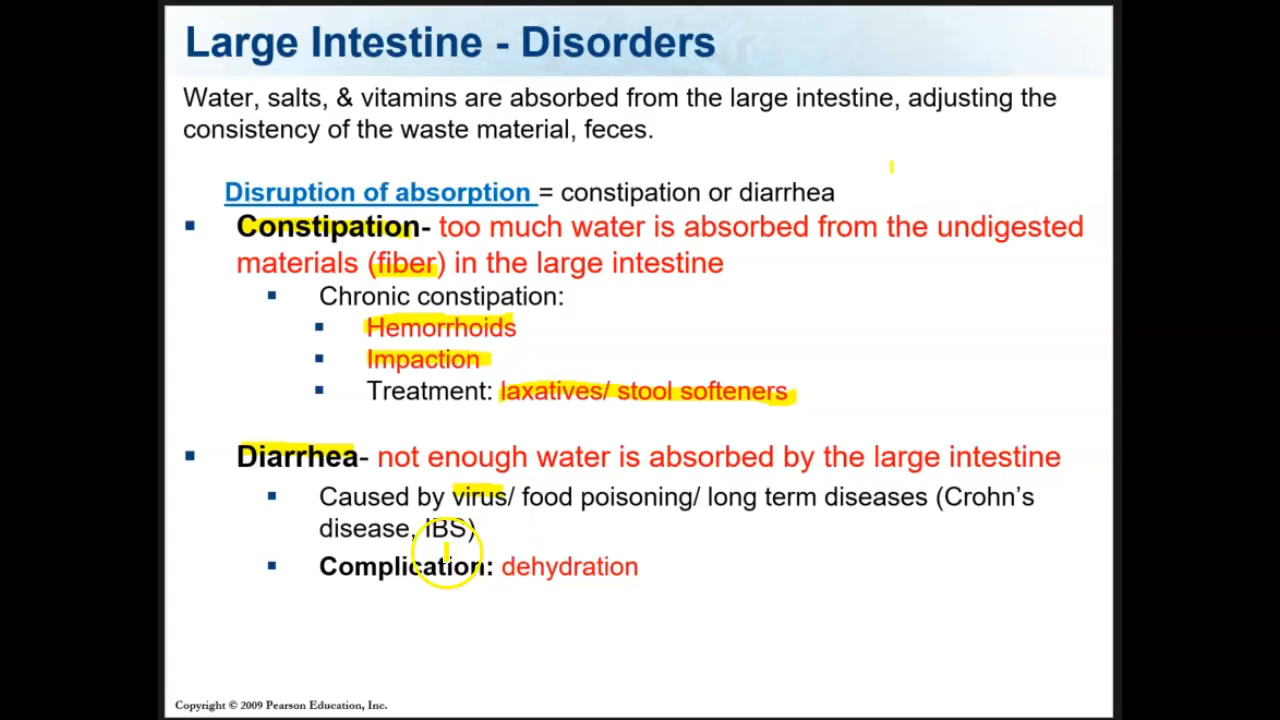 Large Intestine - Disorders
Water, salts, & vitamins are absorbed from the large intestine, adjusting the
consistency of the waste material, feces.
Disruption of absorption = constipation or diarrhea
▪ Constipation- too much water is absorbed from the undigested
materials (fiber) in the large intestine
▪ Chronic constipation:
▪ Hemorrhoids
▪ Impaction
▪ Treatment: laxatives/ stool softeners
▪ Diarrhea- not enough water is absorbed by the large intestine
▪ Caused by virus/ food poisoning/ long term diseases (Crohn's
disease, IBS)
▪ Complication: dehydration
Copyright © 2009 Pearson Education, Inc.